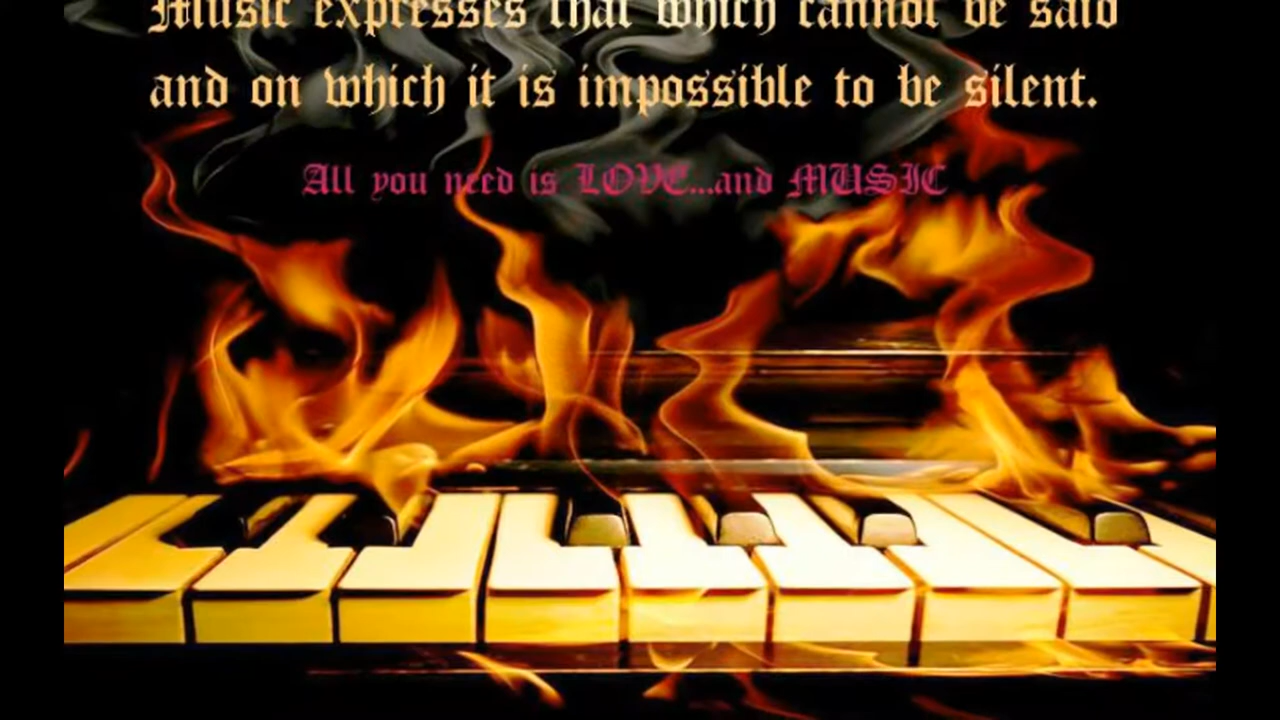 Music expresses that which cannot be said
and on which it is impossible to be silent.
All you need is LOVE...and MUSIC